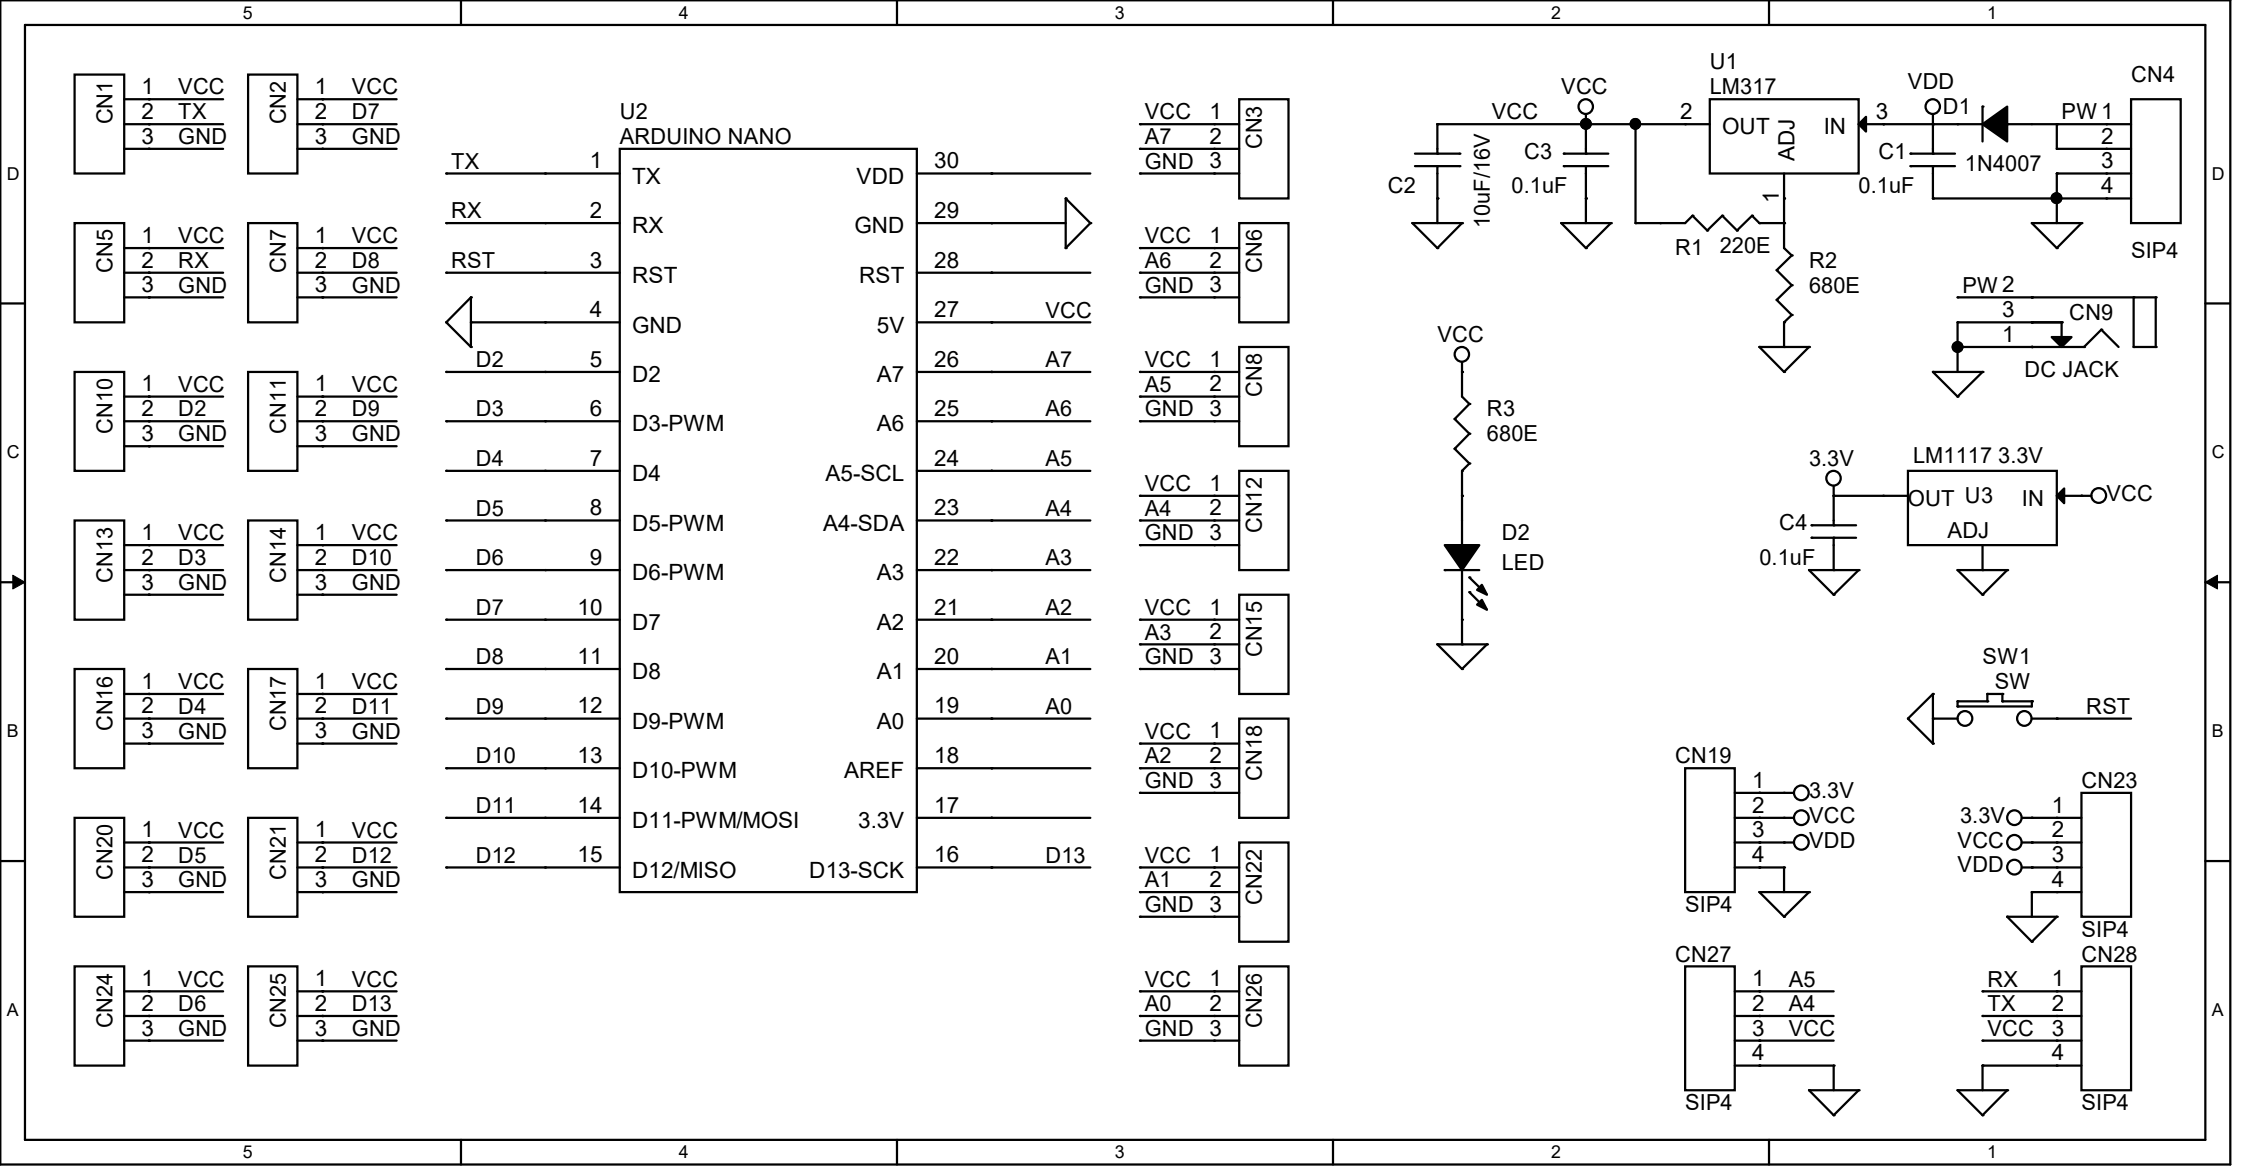 5 4 3 2 1
D
C
B
A
CN1
1 VCC
2 TX
3 GND
CN2
1 VCC
2 D7
3 GND
CN5
1 VCC
2 RX
3 GND
CN7
1 VCC
2 D8
3 GND
CN10
1 VCC
2 D2
3 GND
CN11
1 VCC
2 D9
3 GND
CN13
1 VCC
2 D3
3 GND
CN14
1 VCC
2 D10
3 GND
CN16
1 VCC
2 D4
3 GND
CN17
1 VCC
2 D11
3 GND
CN20
1 VCC
2 D5
3 GND
CN21
1 VCC
2 D12
3 GND
CN24
1 VCC
2 D6
3 GND
CN25
1 VCC
2 D13
3 GND
U2
ARDUINO NANO
TX 1 TX VDD 30
RX 2 RX GND 29
RST 3 RST RST 28
4 GND 5V 27 VCC
D2 5 D2 A7 26 A7
D3 6 D3-PWM A6 25 A6
D4 7 D4 A5-SCL 24 A5
D5 8 D5-PWM A4-SDA 23 A4
D6 9 D6-PWM A3 22 A3
D7 10 D7 A2 21 A2
D8 11 D8 A1 20 A1
D9 12 D9-PWM A0 19 A0
D10 13 D10-PWM AREF 18
D11 14 D11-PWM/MOSI 3.3V 17
D12 15 D12/MISO D13-SCK 16 D13
VCC 1
A7 2
GND 3
CN3
VCC 1
A6 2
GND 3
CN6
VCC 1
A5 2
GND 3
CN8
VCC 1
A4 2
GND 3
CN12
VCC 1
A3 2
GND 3
CN15
VCC 1
A2 2
GND 3
CN18
VCC 1
A1 2
GND 3
CN22
VCC 1
A0 2
GND 3
CN26
VCC
VCC
C2
10uF/16V
C3
0.1uF
U1
LM317
2 OUT ADJ IN 3
1
VDD
D1
1N4007
C1
0.1uF
R1 220E
R2
680E
CN4
PW 1
2
3
4
SIP4
PW 2
3 CN9
1
DC JACK
VCC
R3
680E
D2
LED
LM1117 3.3V
3.3V
OUT U3 IN VCC
ADJ
C4
0.1uF
SW1
SW
RST
CN19
1 3.3V
2 VCC
3 VDD
4
SIP4
CN23
3.3V 1
VCC 2
VDD 3
4
SIP4
CN27
1 A5
2 A4
3 VCC
4
SIP4
CN28
RX 1
TX 2
VCC 3
4
SIP4
D
C
B
A
5 4 3 2 1